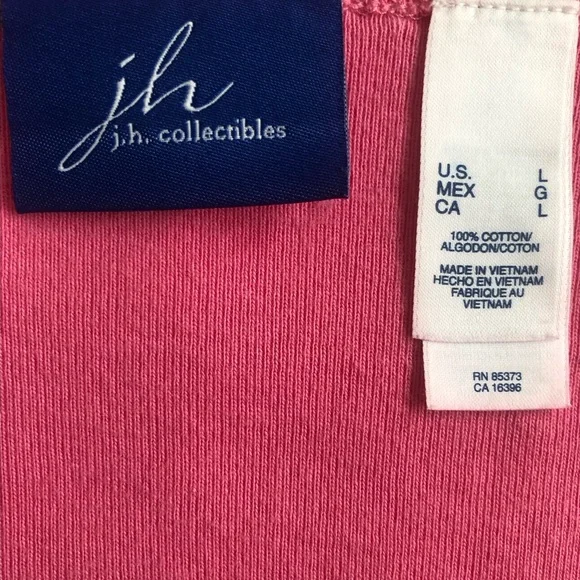 jh
j.h. collectibles
U.S. L
MEX G
CA L
100% COTTON/
ALGODON/COTON
MADE IN VIETNAM
HECHO EN VIETNAM
FABRIQUE AU
VIETNAM
RN 85373
CA 16396